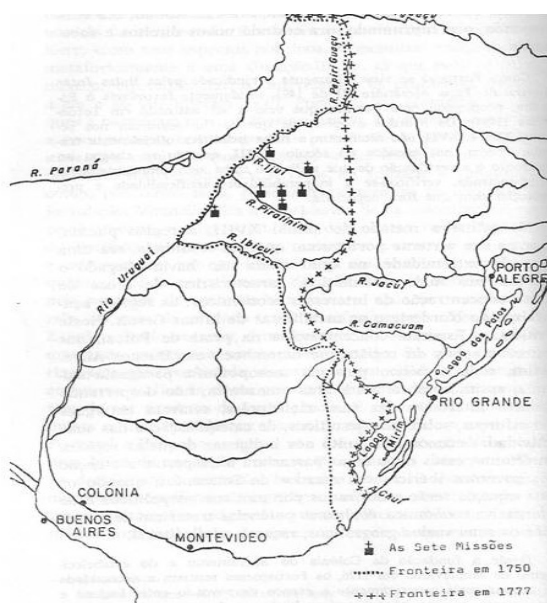 R. Pepiri Guaçu
R. Paraná
R. Ijuí
R. Piratinim
R. Ibicuí
Rio Uruguai
R. Jacuí
PORTO
ALEGRE
R. Camacuam
Lagoa dos Patos
RIO GRANDE
Lagoa
Mirim
Chuí
COLÔNIA
BUENOS
AIRES
MONTEVIDEO
As Sete Missões
Fronteira em 1750
Fronteira em 1777